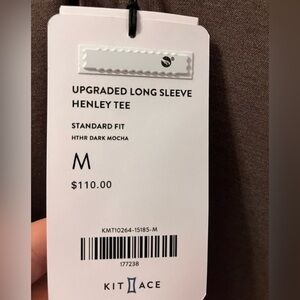 UPGRADED LONG SLEEVE
HENLEY TEE
STANDARD FIT
HTHR DARK MOCHA
M
$110.00
KMT10264-15185-M
177238
KIT ACE